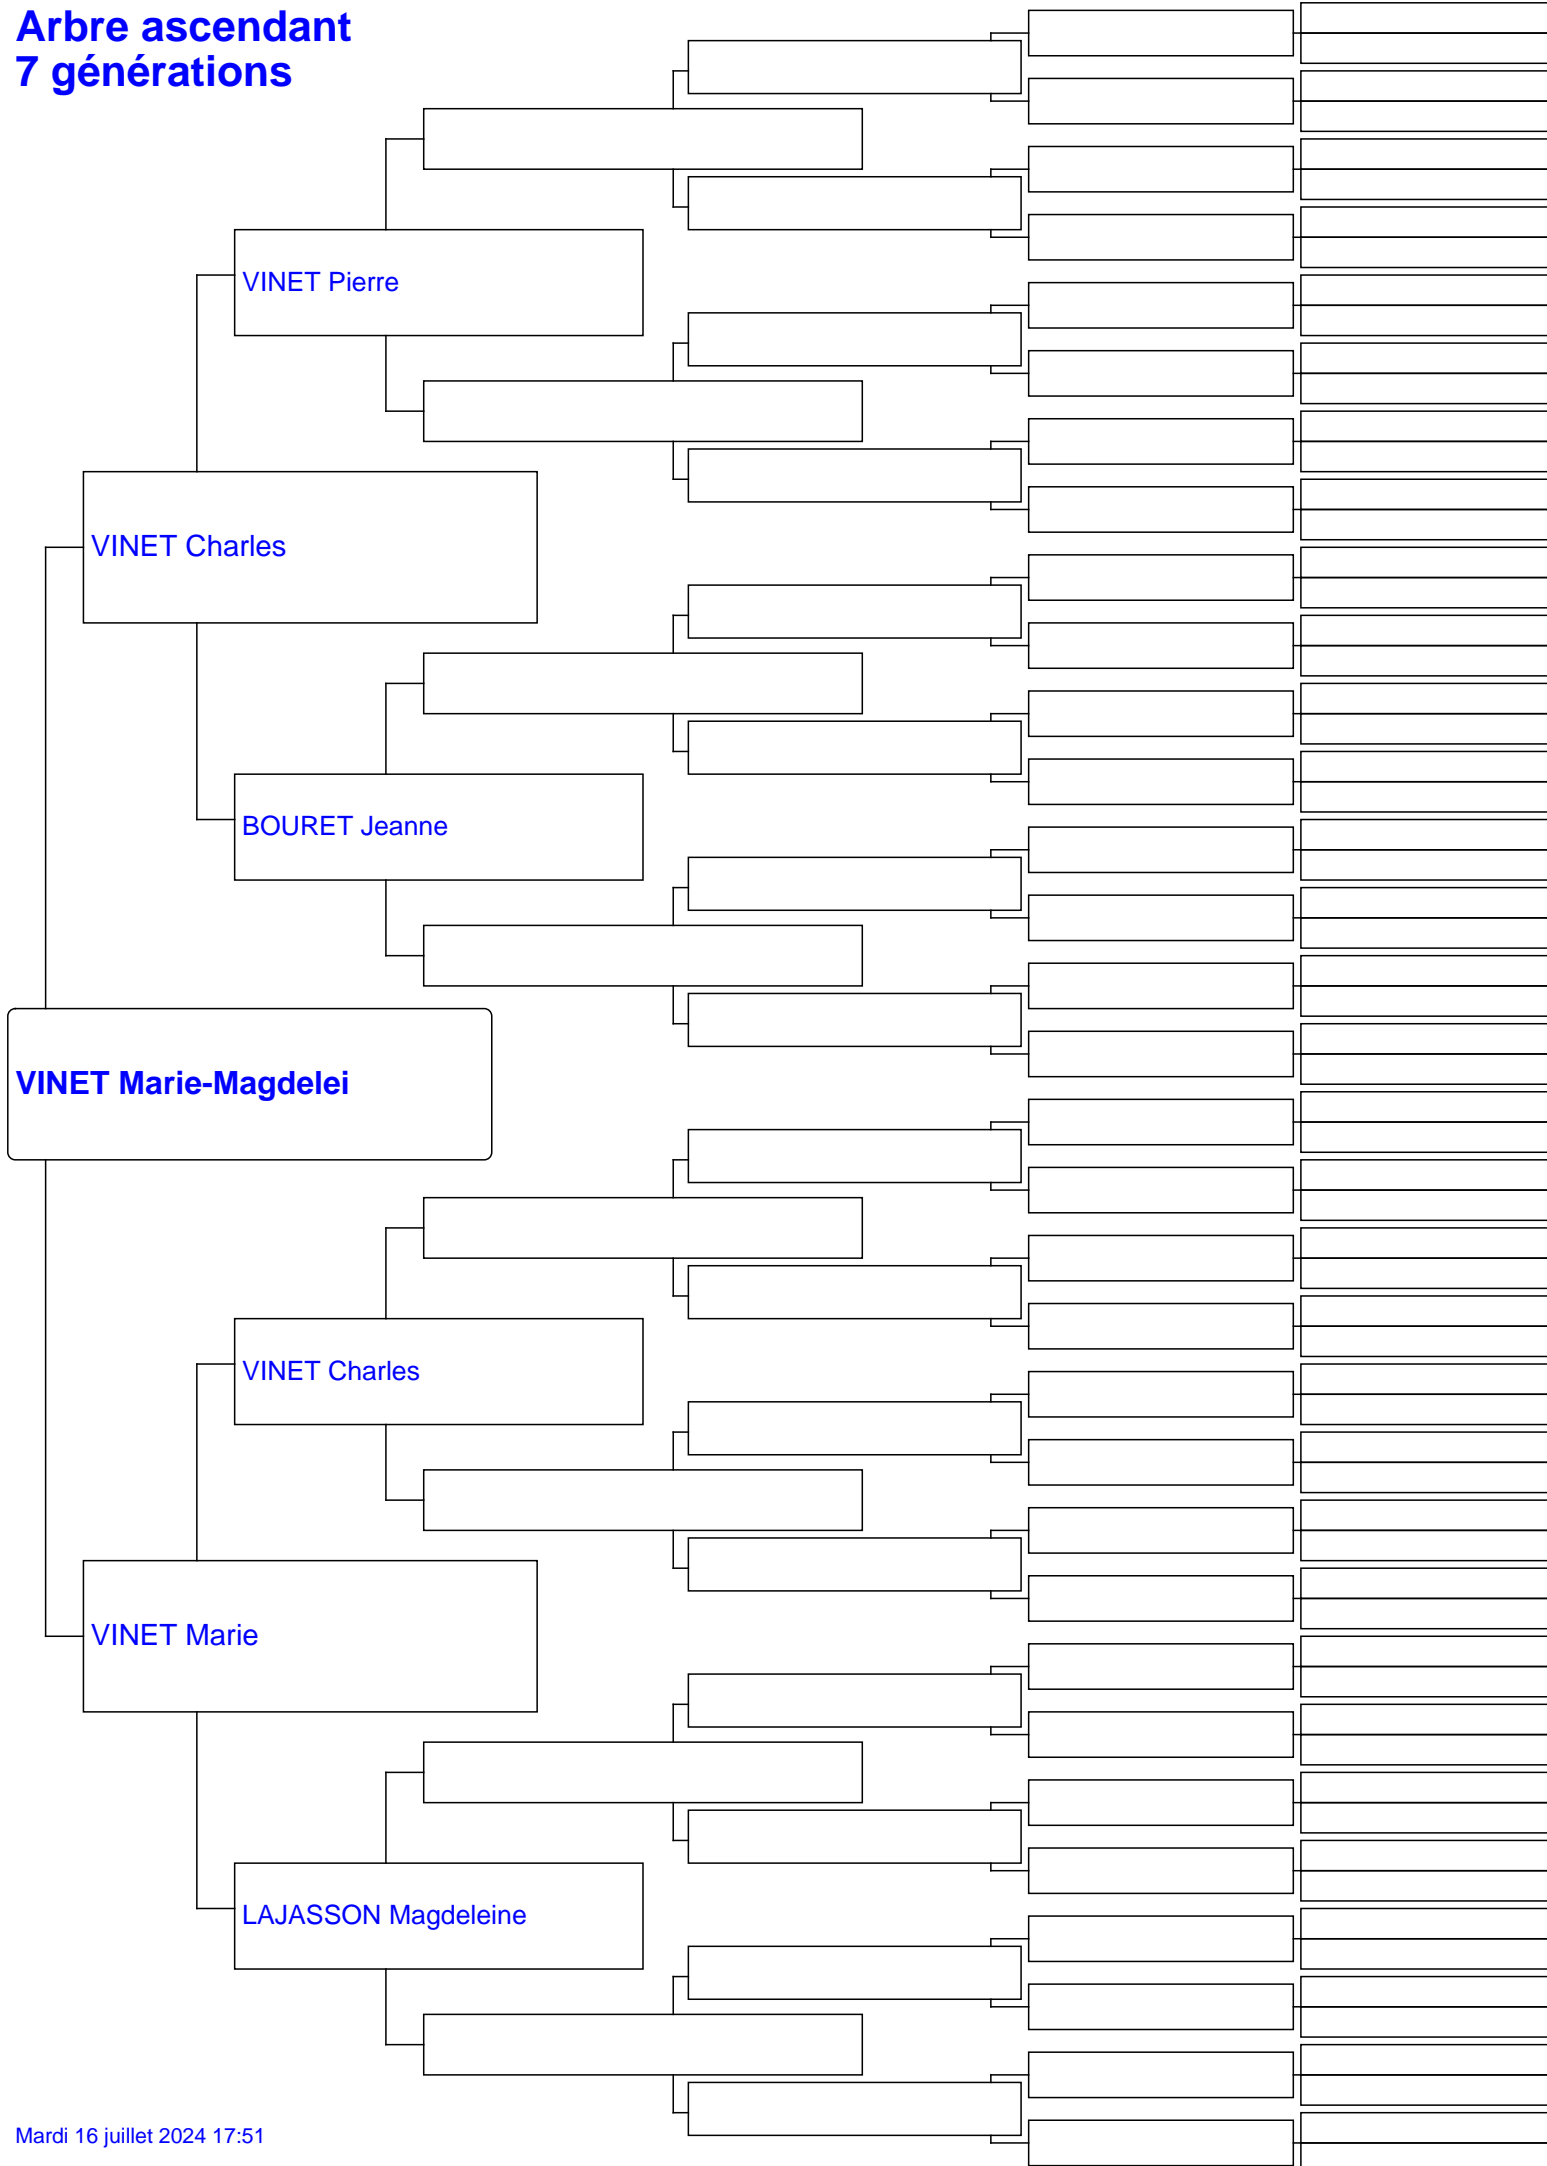 Arbre ascendant
7 générations
VINET Pierre
VINET Charles
BOURET Jeanne
VINET Marie-Magdelei
VINET Charles
VINET Marie
LAJASSON Magdeleine
Mardi 16 juillet 2024 17:51